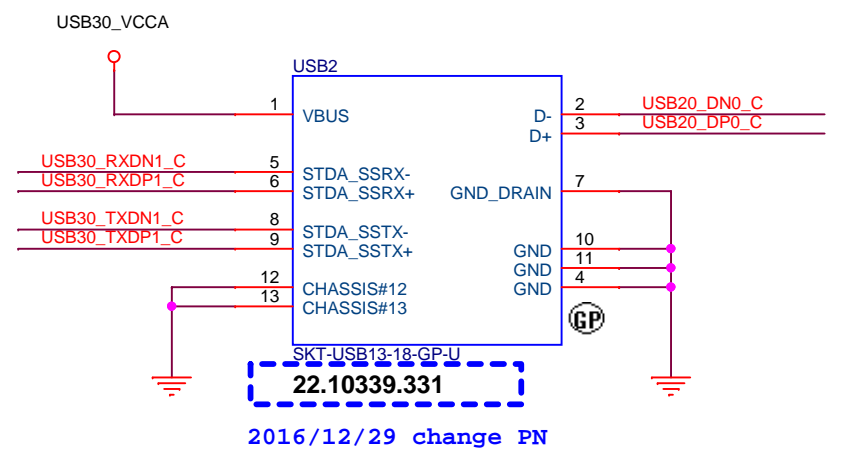 USB30_VCCA
USB2
1 VBUS
D- 2 USB20_DN0_C
D+ 3 USB20_DP0_C
USB30_RXDN1_C 5 STDA_SSRX-
USB30_RXDP1_C 6 STDA_SSRX+
GND_DRAIN 7
USB30_TXDN1_C 8 STDA_SSTX-
USB30_TXDP1_C 9 STDA_SSTX+
GND 10
GND 11
GND 4
12 CHASSIS#12
13 CHASSIS#13
GP
SKT-USB13-18-GP-U
22.10339.331
2016/12/29 change PN